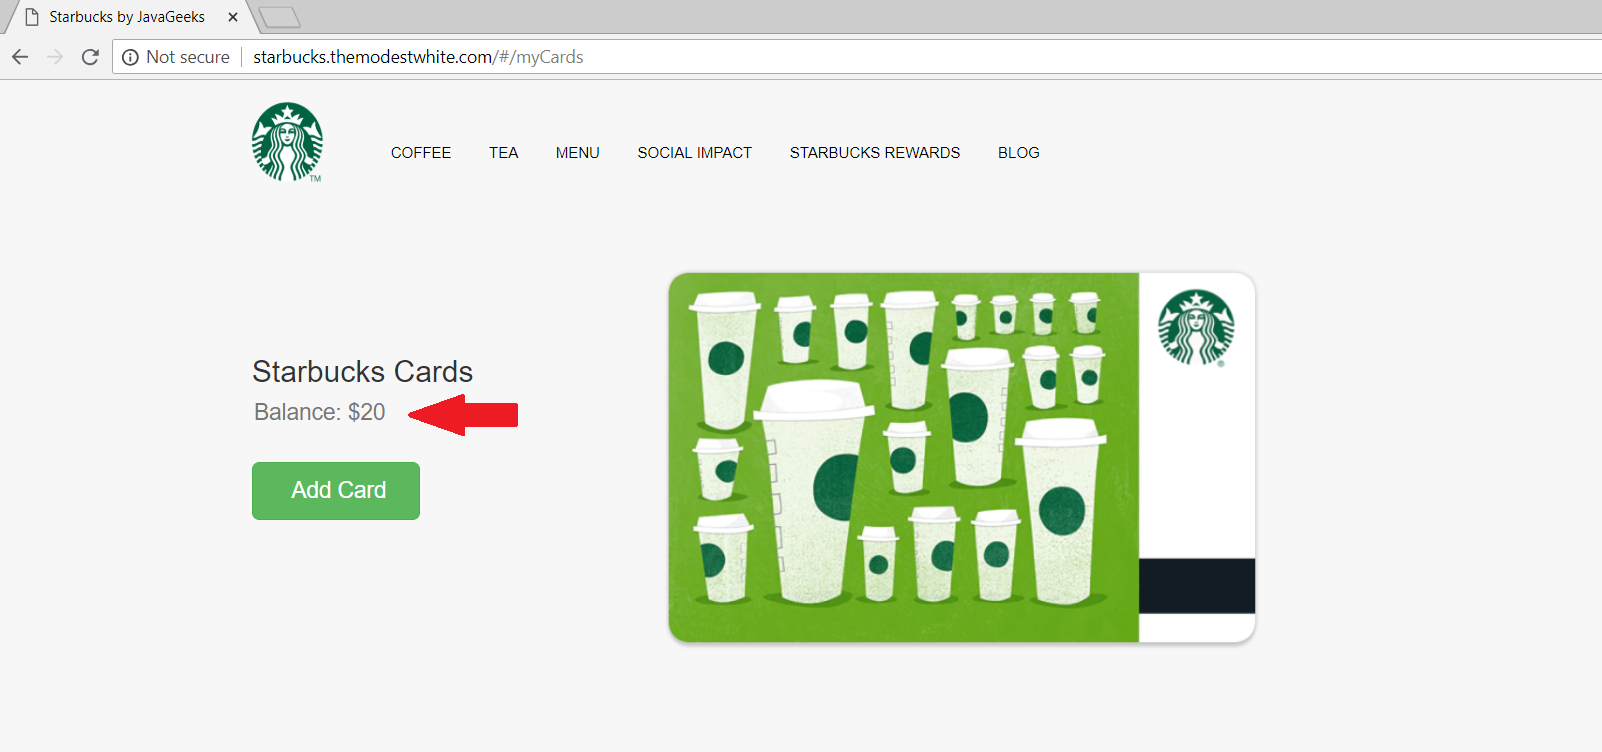 Starbucks by JavaGeeks
Not secure starbucks.themodestwhite.com/#/myCards
COFFEE TEA MENU SOCIAL IMPACT STARBUCKS REWARDS BLOG
TM
Starbucks Cards
Balance: $20
Add Card
®